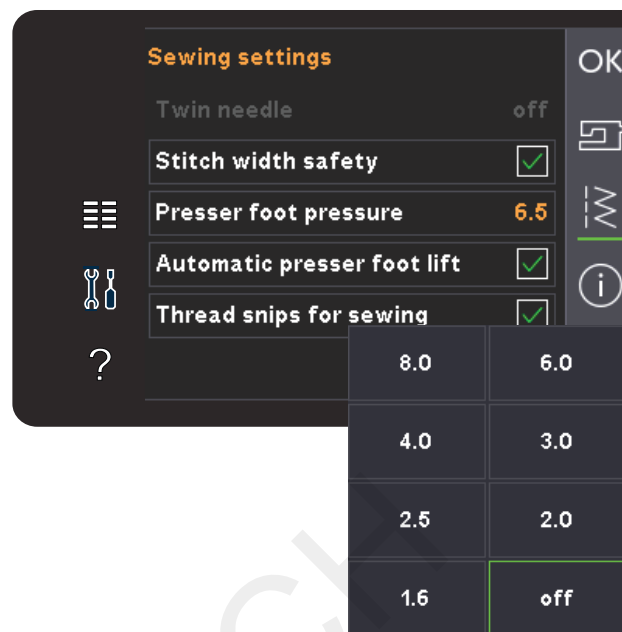 Sewing settings
OK
Twin needle off
Stitch width safety
Presser foot pressure 6.5
Automatic presser foot lift
i
Thread snips for sewing
?
8.0 6.0
4.0 3.0
2.5 2.0
1.6 off
CH